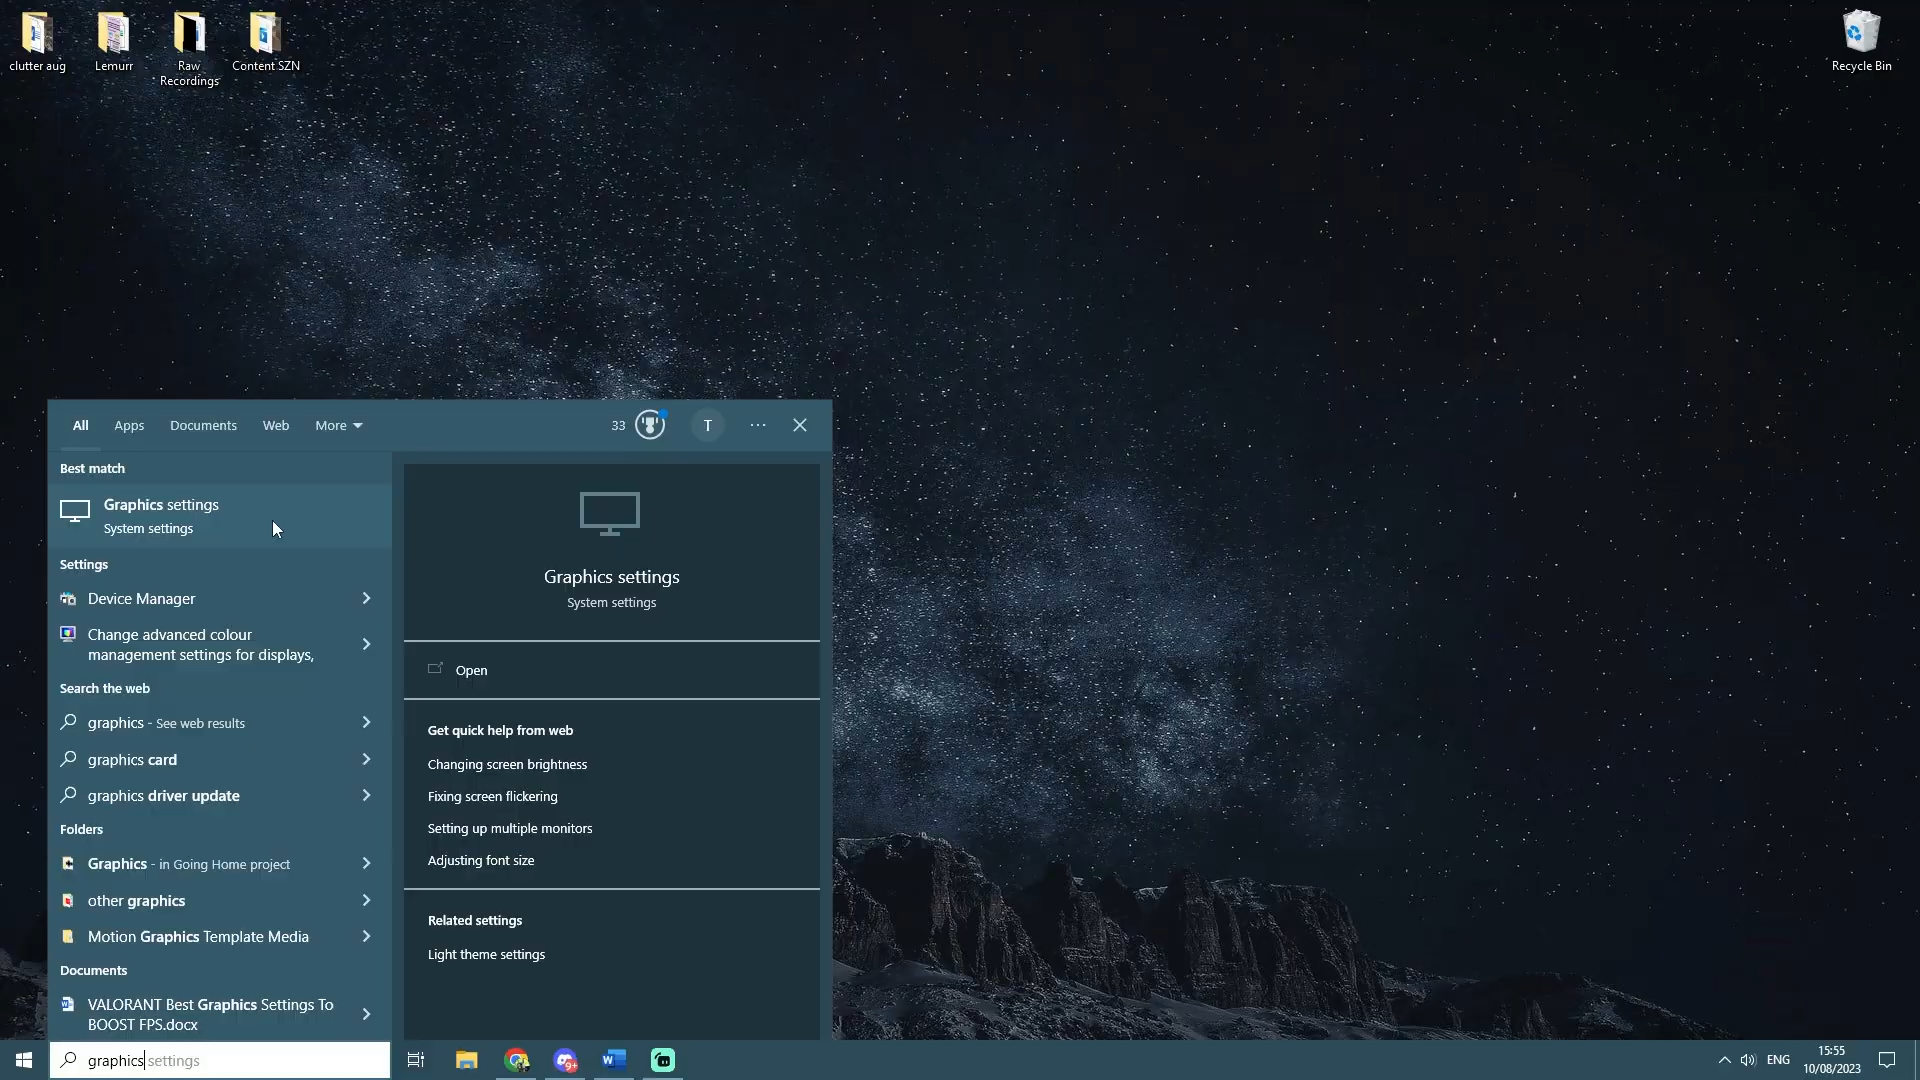 clutter aug
Lemurr
Raw
Recordings
Content SZN
Recycle Bin
All
Apps
Documents
Web
More
33
T
Best match
Graphics settings
System settings
Settings
Device Manager
Change advanced colour
management settings for displays,
Search the web
graphics - See web results
graphics card
graphics driver update
Folders
Graphics - in Going Home project
other graphics
Motion Graphics Template Media
Documents
VALORANT Best Graphics Settings To
BOOST FPS.docx
Graphics settings
System settings
Open
Get quick help from web
Changing screen brightness
Fixing screen flickering
Setting up multiple monitors
Adjusting font size
Related settings
Light theme settings
graphics settings
9+
W
ENG
15:55
10/08/2023